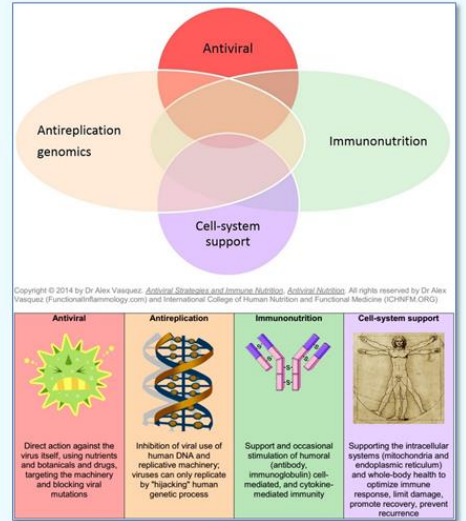 Antiviral
Antireplication
genomics
Immunonutrition
Cell-system
support
Copyright © 2014 by Dr Alex Vasquez. Antiviral Strategies and Immune Nutrition, Antiviral Nutrition. All rights reserved by Dr Alex
Vasquez (FunctionalInflammology.com) and International College of Human Nutrition and Functional Medicine (ICHNFM.ORG)
Antiviral
Direct action against the
virus itself, using nutrients
and botanicals and drugs,
targeting the machinery
and blocking viral
mutations
Antireplication
Inhibition of viral use of
human DNA and
replicative machinery;
viruses can only replicate
by "hijacking" human
genetic process
Immunonutrition
S
S
S
S
Support and occasional
stimulation of humoral
(antibody,
immunoglobulin) cell-
mediated, and cytokine-
mediated immunity
Cell-system support
Supporting the intracellular
systems (mitochondria and
endoplasmic reticulum)
and whole-body health to
optimize immune
response, limit damage,
promote recovery, prevent
recurrence